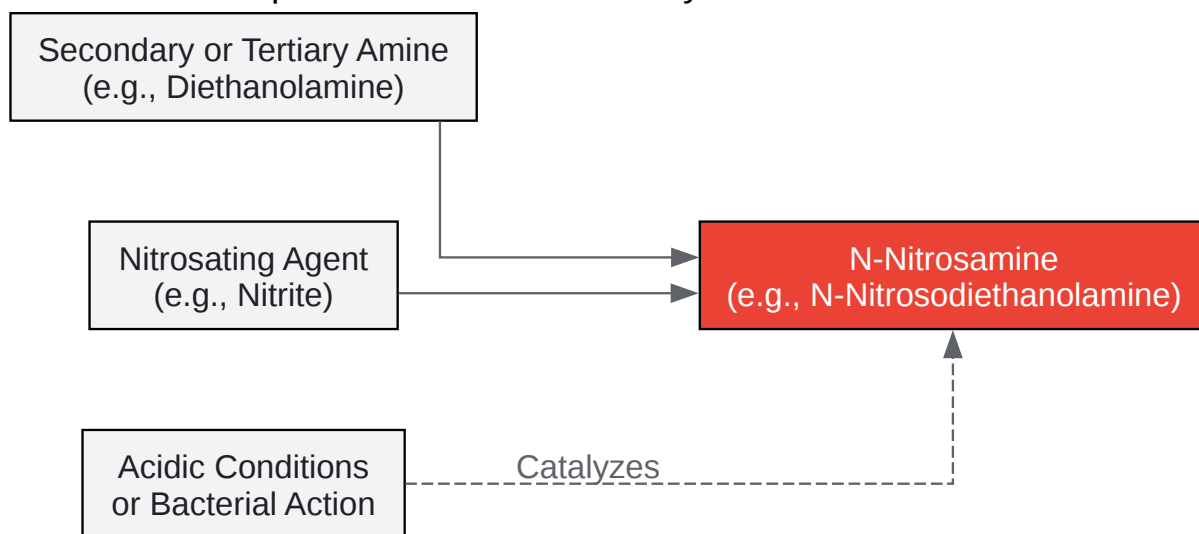 Secondary or Tertiary Amine
(e.g., Diethanolamine)
Nitrosating Agent
(e.g., Nitrite)
N-Nitrosamine
(e.g., N-Nitrosodiethanolamine)
Acidic Conditions
or Bacterial Action
Catalyzes